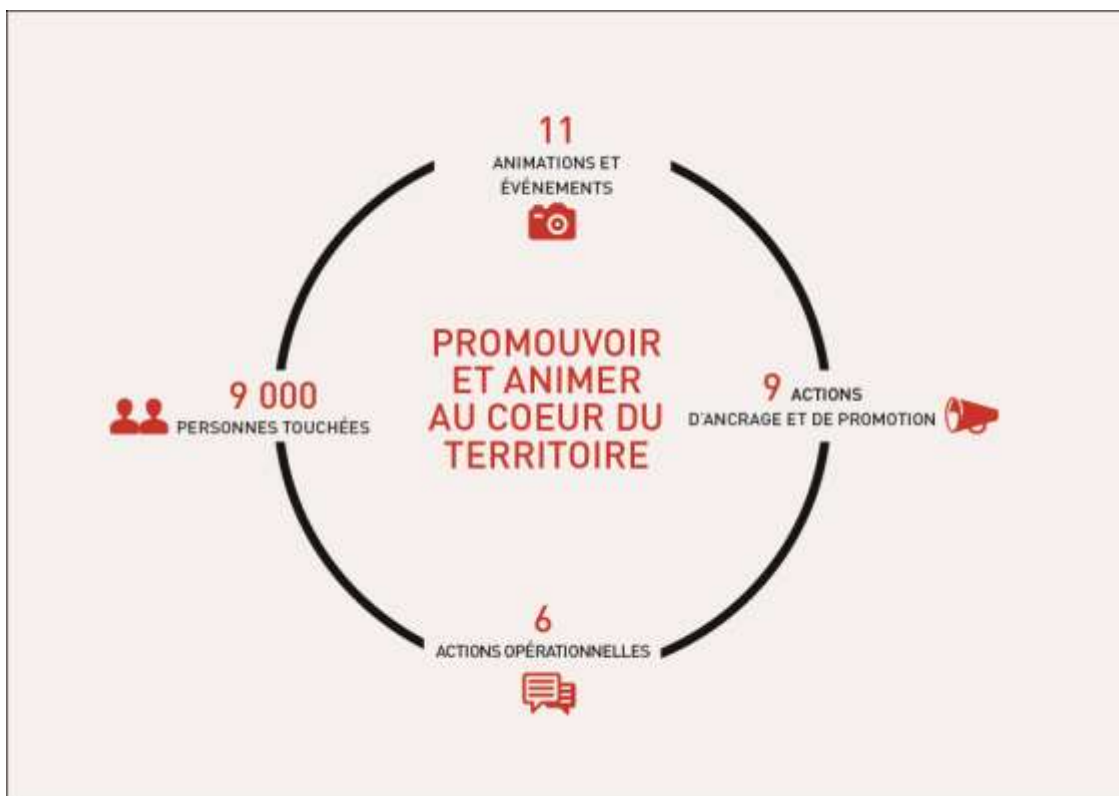 11
ANIMATIONS ET
ÉVÉNEMENTS
PROMOUVOIR
ET ANIMER
AU COEUR DU
TERRITOIRE
9 000
PERSONNES TOUCHÉES
9 ACTIONS
D'ANCRAGE ET DE PROMOTION
6
ACTIONS OPÉRATIONNELLES